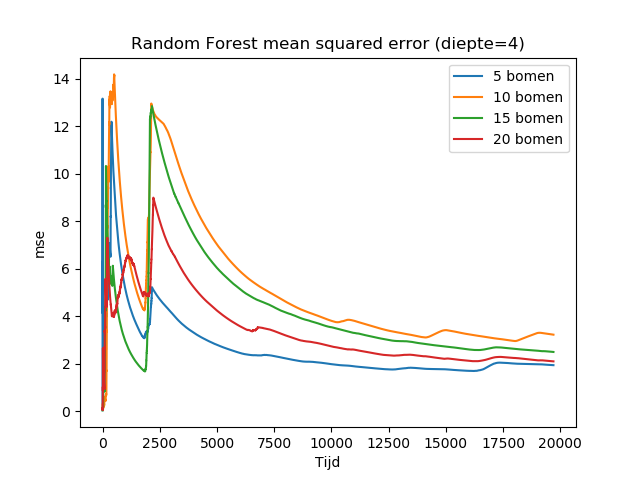 Random Forest mean squared error (diepte=4)
5 bomen
10 bomen
15 bomen
20 bomen
mse
14
12
10
8
6
4
2
0
0 2500 5000 7500 10000 12500 15000 17500 20000
Tijd